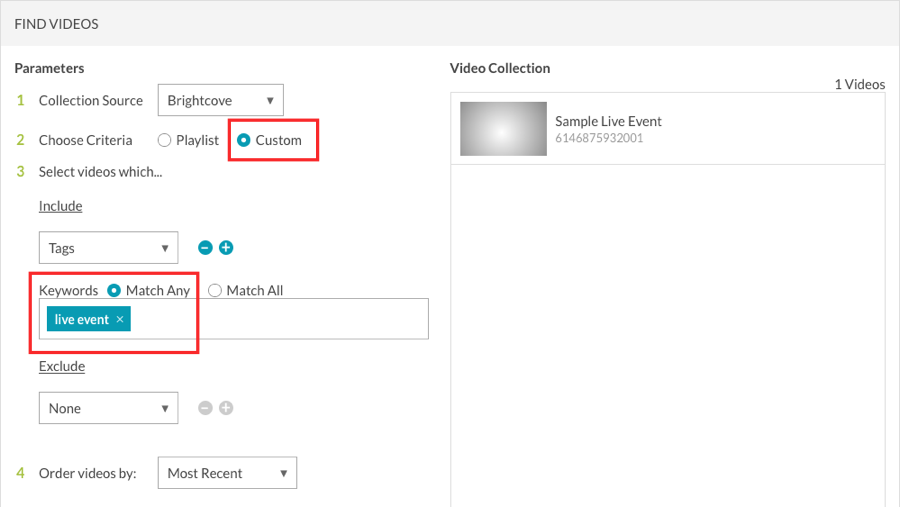 FIND VIDEOS
Parameters
1 Collection Source Brightcove
2 Choose Criteria Playlist Custom
3 Select videos which...
Include
Tags
Keywords Match Any Match All
live event ×
Exclude
None
4 Order videos by: Most Recent
Video Collection
1 Videos
Sample Live Event
6146875932001